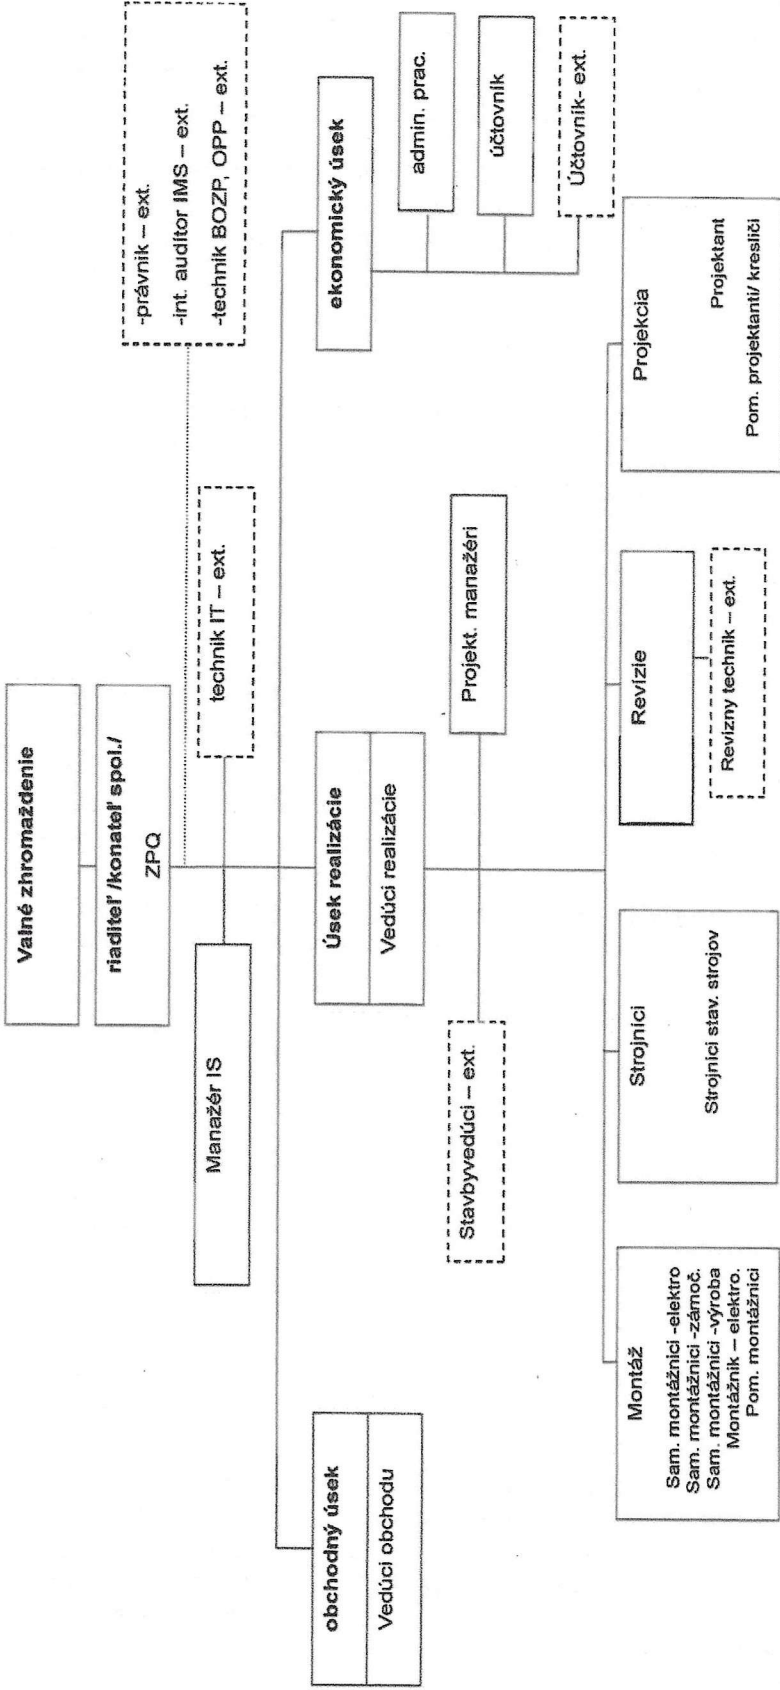 Valné zhromaždenie
riaditeľ /konateľ spol./
ZPQ
-právnik – ext.
-int. audítor IMS – ext.
-technik BOZP, OPP – ext.
Manažér IS
technik IT – ext.
obchodný úsek
Vedúci obchodu
Úsek realizácie
Vedúci realizácie
ekonomický úsek
admin. prac.
účtovník
Účtovník- ext.
Stavbyvedúci – ext.
Projekt. manažéri
Montáž
Sam. montážnici -elektro
Sam. montážnici -zámoč.
Sam. montážnici -výroba
Montážnik – elektro.
Pom. montážnici
Strojníci
Strojníci stav. strojov
Revízie
Revízny technik – ext.
Projekcia
Projektant
Pom. projektanti/ kresliči